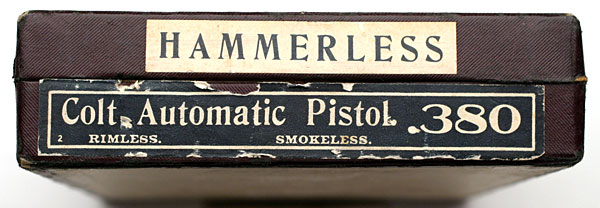 HAMMERLESS
Colt Automatic Pistol. .380
2 RIMLESS. SMOKELESS.